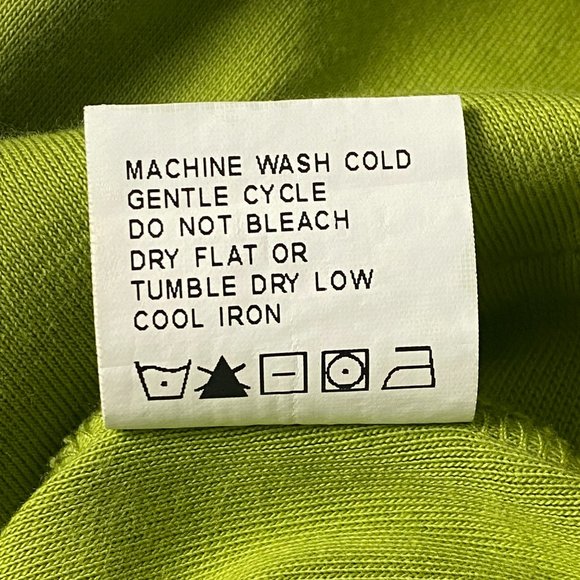 MACHINE WASH COLD
GENTLE CYCLE
DO NOT BLEACH
DRY FLAT OR
TUMBLE DRY LOW
COOL IRON